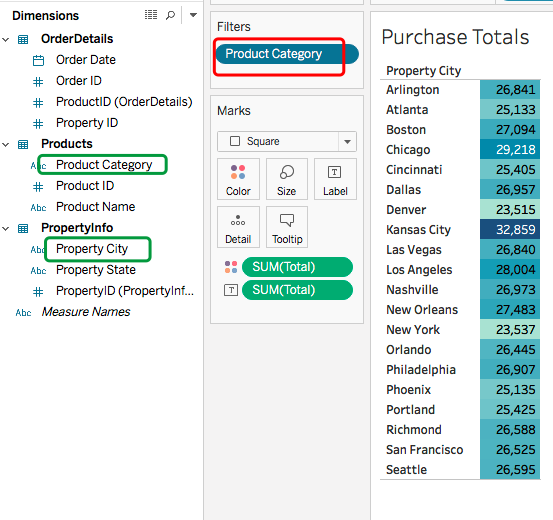 Dimensions
OrderDetails
Order Date
Order ID
ProductID (OrderDetails)
Property ID
Products
Abc Product Category
Product ID
Abc Product Name
PropertyInfo
Abc Property City
Abc Property State
PropertyID (PropertyInf...
Abc Measure Names
Filters
Product Category
Marks
Square
Color
Size
T
Label
Detail
Tooltip
SUM(Total)
T SUM(Total)
Purchase Totals
Property City
Arlington 26,841
Atlanta 25,133
Boston 27,094
Chicago 29,218
Cincinnati 25,405
Dallas 26,957
Denver 23,515
Kansas City 32,859
Las Vegas 26,840
Los Angeles 28,004
Nashville 26,973
New Orleans 27,483
New York 23,537
Orlando 26,445
Philadelphia 26,907
Phoenix 25,135
Portland 25,425
Richmond 26,588
San Francisco 26,525
Seattle 26,595